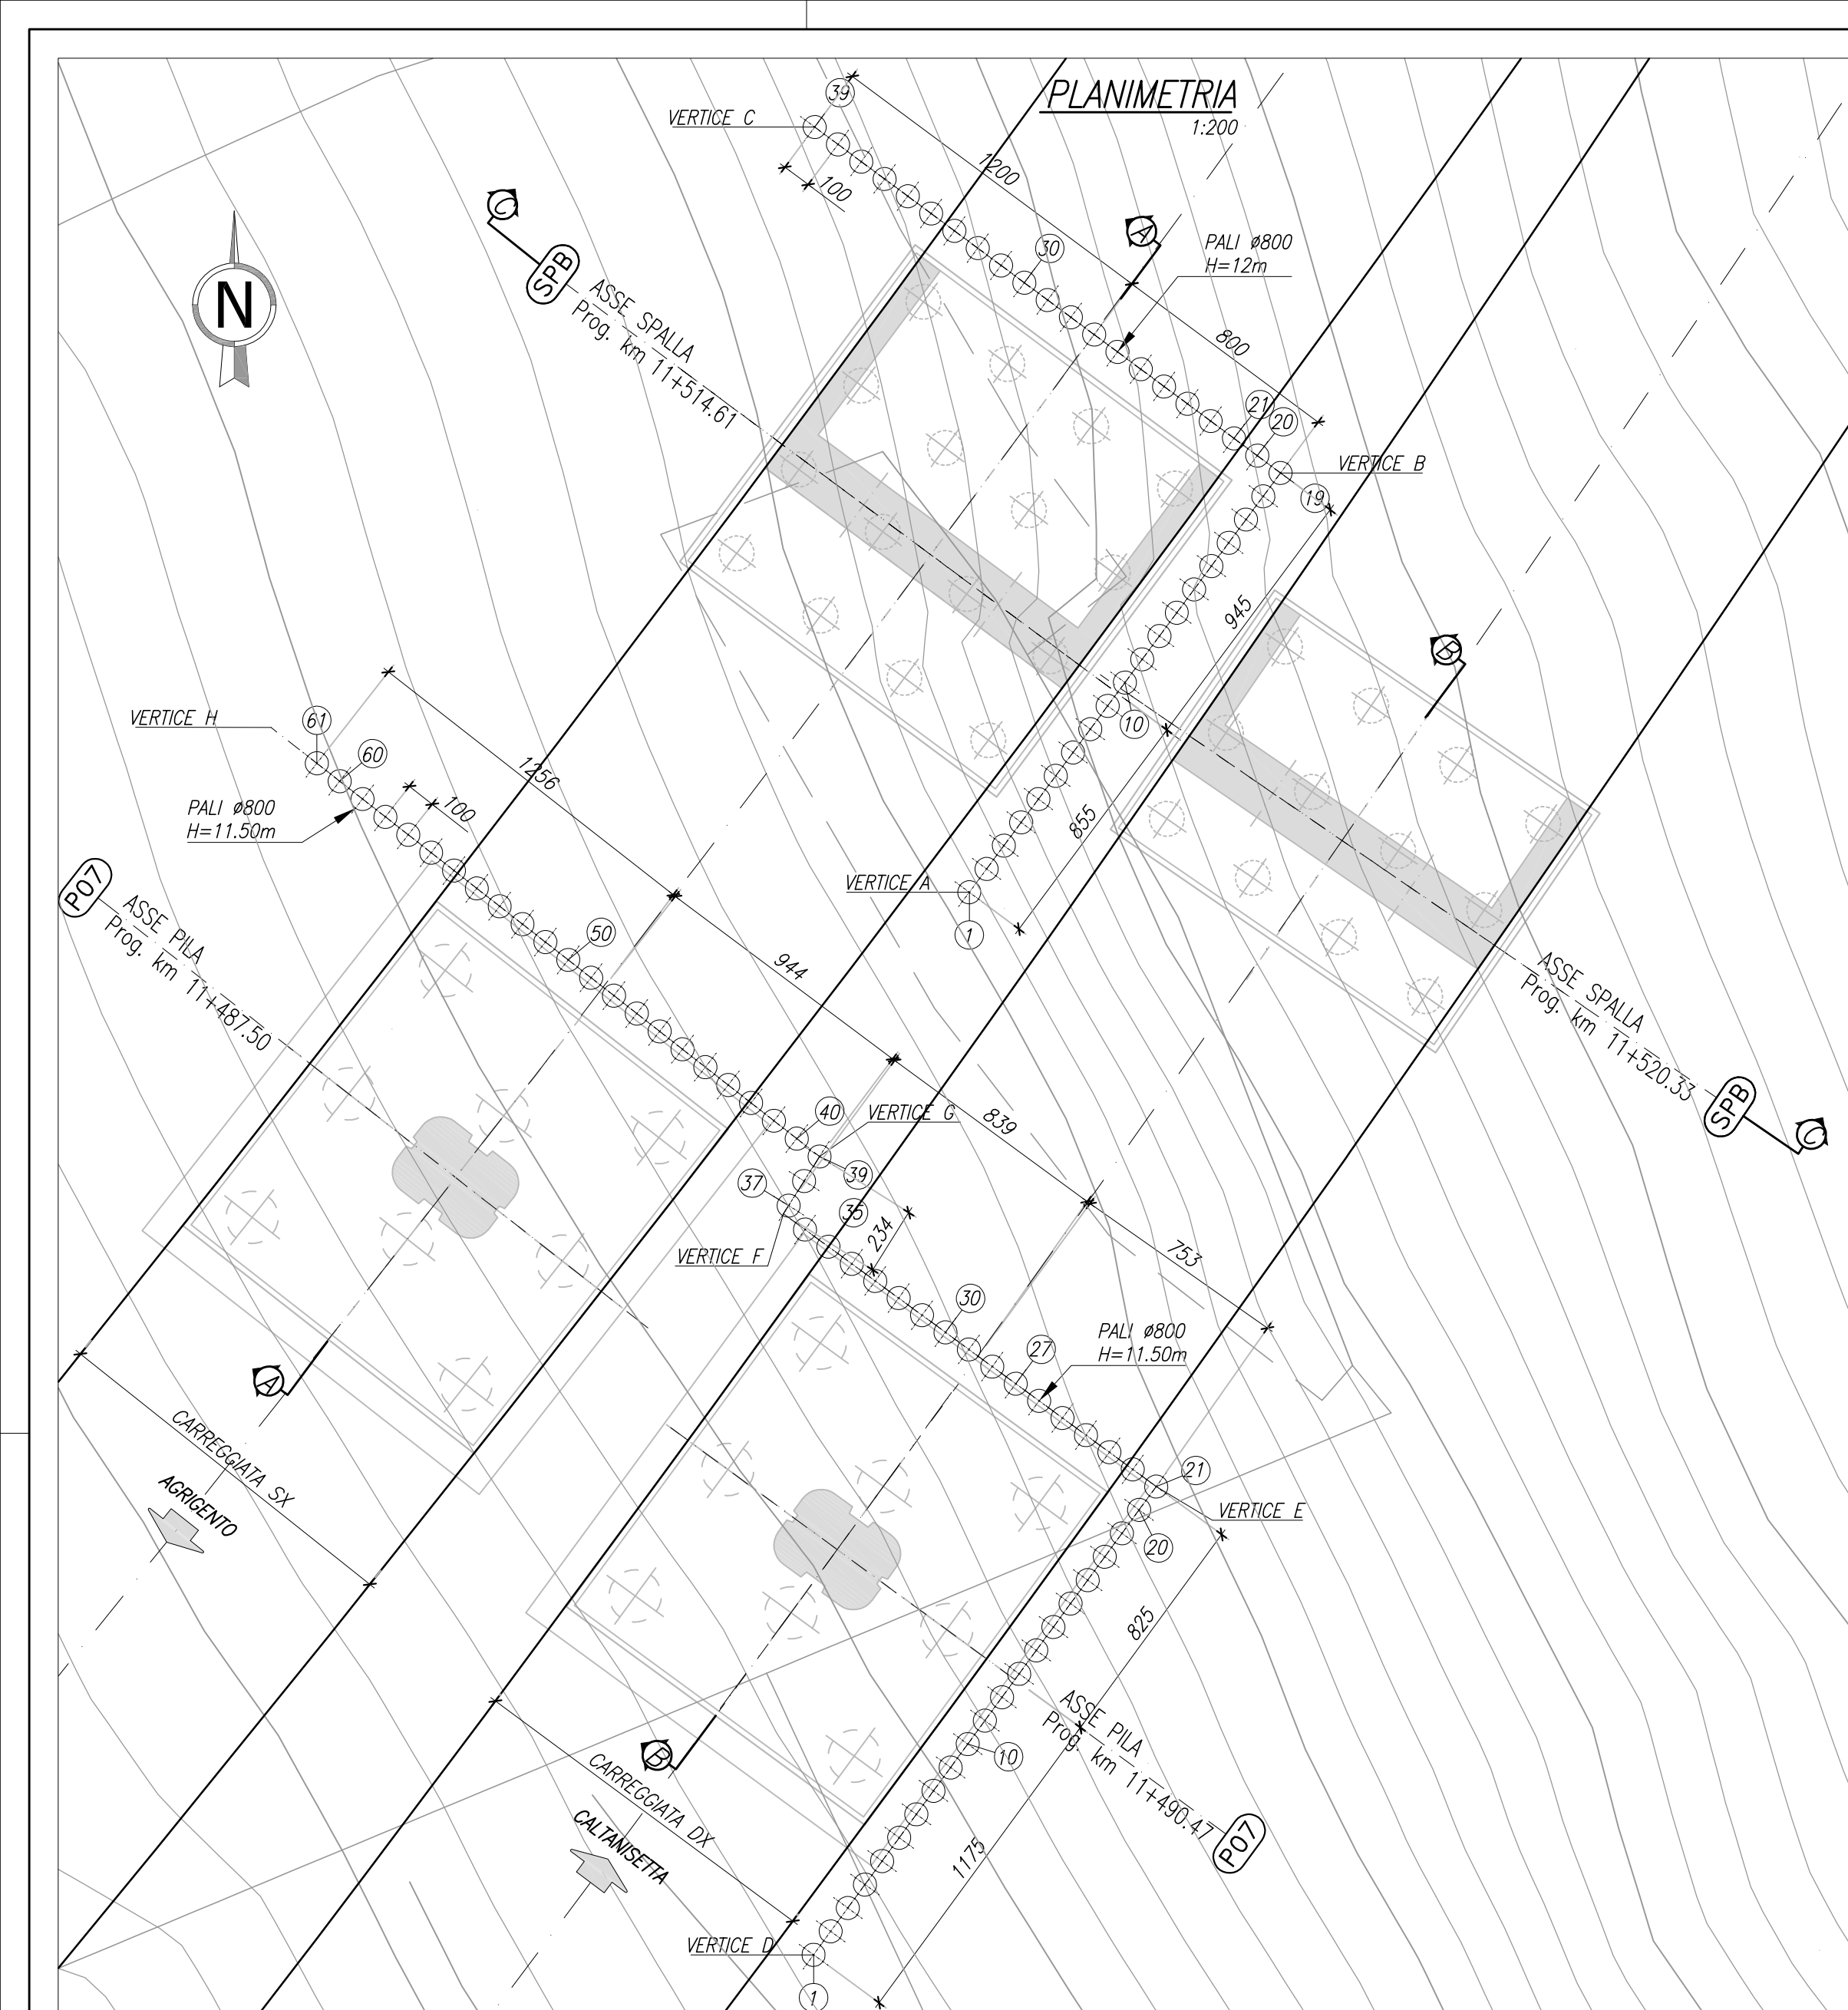 PLANIMETRIA
1:200
39
VERTICE C
1200
100
C
SPB
ASSE SPALLA
Prog. km 11+514.61
N
30
A
PALI ø800
H=12m
800
21
20
VERTICE B
19
945
B
10
855
VERTICE A
1
61
VERTICE H
60
1256
100
PALI ø800
H=11.50m
P07
ASSE PILA
Prog. km 11+487.50
50
944
ASSE SPALLA
Prog. km 11+520.33
SPB
C
40
VERTICE G
839
39
37
35
234
VERTICE F
753
30
27
PALI ø800
H=11.50m
A
CARREGGIATA SX
AGRIGENTO
21
VERTICE E
20
825
10
ASSE PILA
Prog. km 11+490.47
P07
B
CARREGGIATA DX
CALTANISETTA
1175
VERTICE D
1